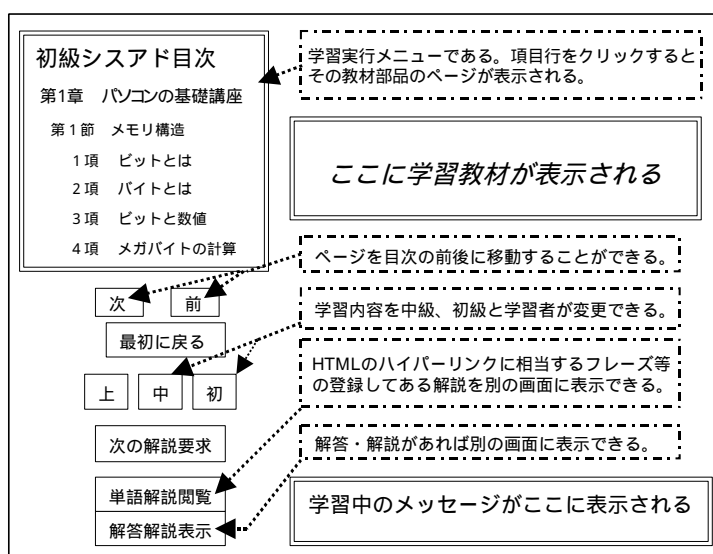 初級シスアド目次
第1章 パソコンの基礎講座
第1節 メモリ構造
1項 ビットとは
2項 バイトとは
3項 ビットと数値
4項 メガバイトの計算
次 前
最初に戻る
上 中 初
次の解説要求
単語解説閲覧
解答解説表示
学習実行メニューである。項目行をクリックすると
その教材部品のページが表示される。
ここに学習教材が表示される
ページを目次の前後に移動することができる。
学習内容を中級、初級と学習者が変更できる。
HTMLのハイパーリンクに相当するフレーズ等
の登録してある解説を別の画面に表示できる。
解答・解説があれば別の画面に表示できる。
学習中のメッセージがここに表示される